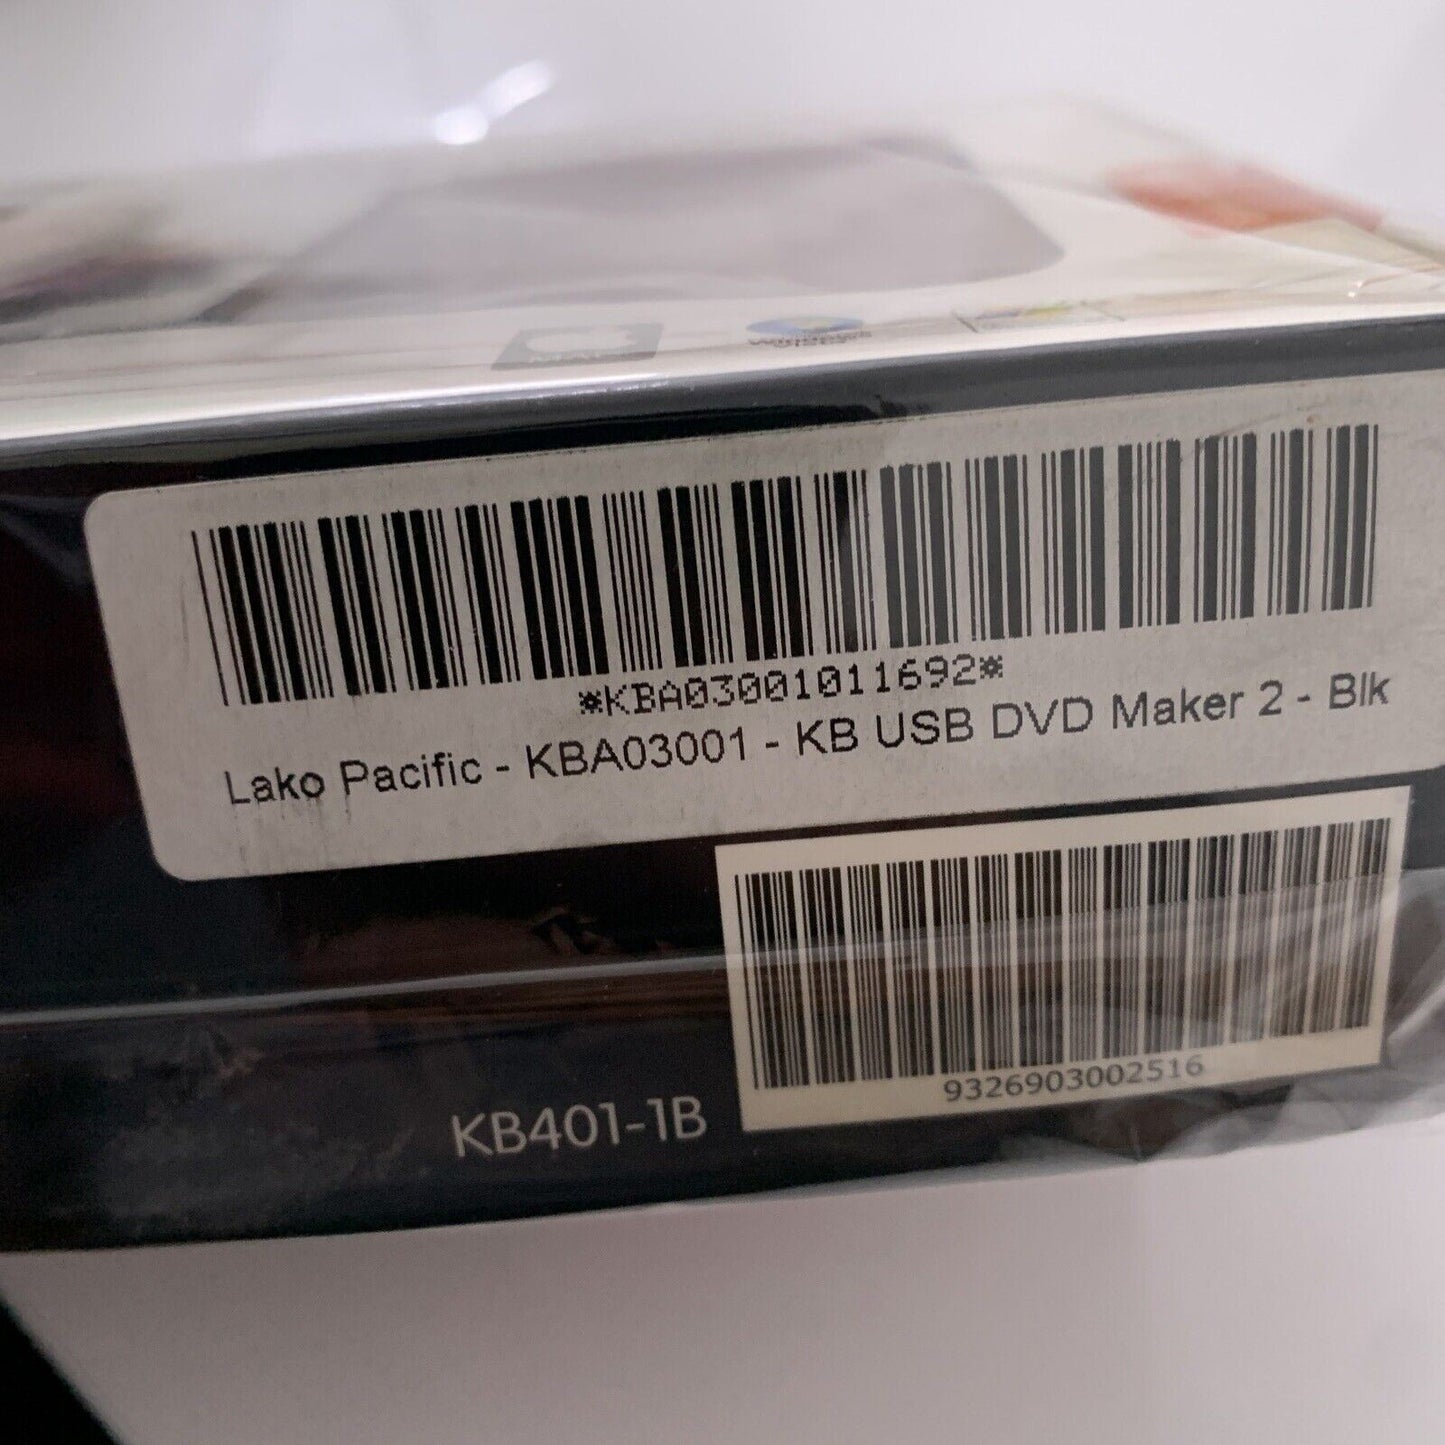 *KBA03001011692*
Lako Pacific - KBA03001 - KB USB DVD Maker 2 - Blk
9326903002516
KB401-1B